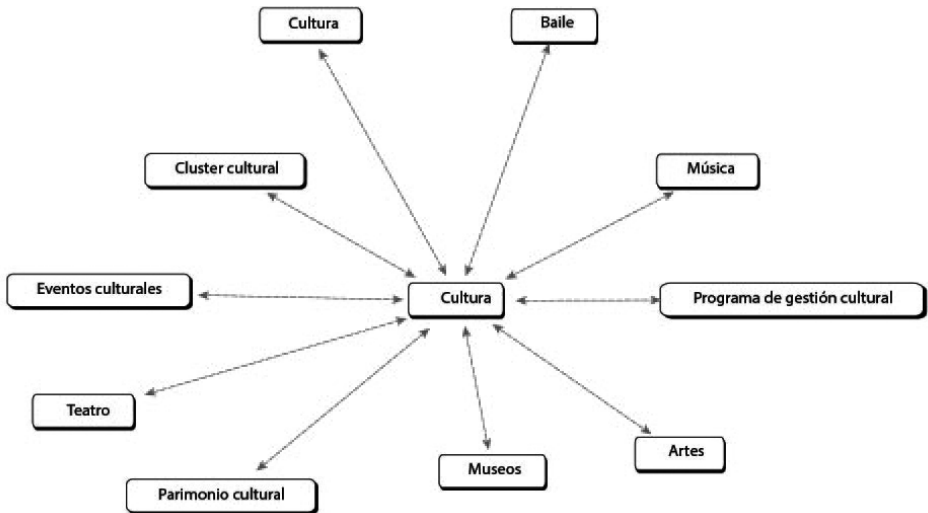 Cultura
Baile
Cluster cultural
Música
Eventos culturales
Cultura
Programa de gestión cultural
Teatro
Artes
Museos
Parimonio cultural